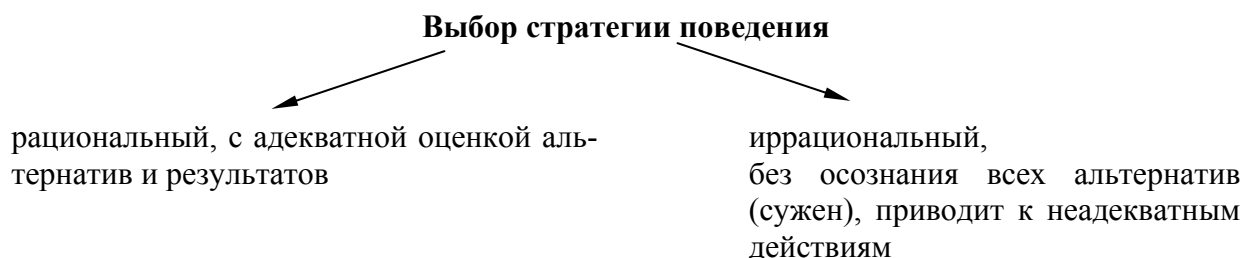 Выбор стратегии поведения
рациональный, с адекватной оценкой аль-
тернатив и результатов
иррациональный,
без осознания всех альтернатив
(сужен), приводит к неадекватным
действиям